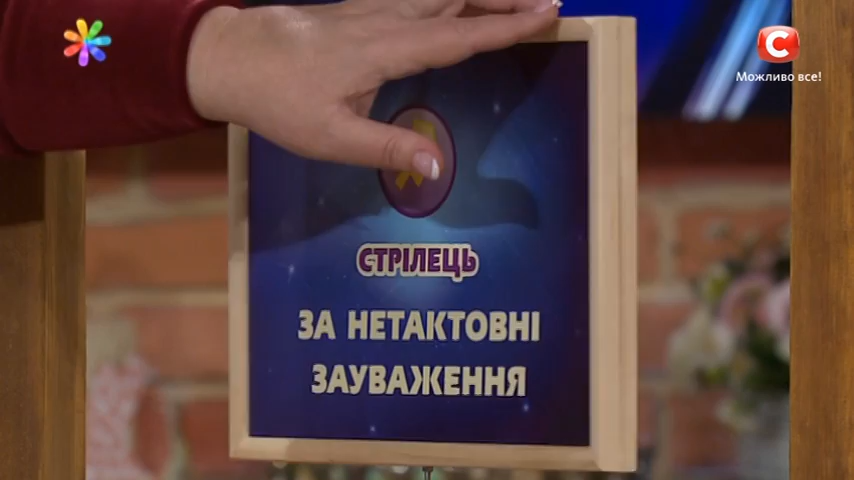 С
Можливо все!
СТРІЛЕЦЬ
ЗА НЕТАКТОВНІ
ЗАУВАЖЕННЯ